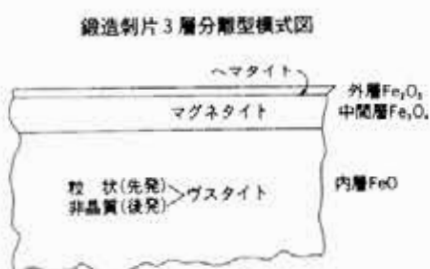 鍛造剝片3層分離型模式図
ヘマタイト
外層Fe₂O₃
マグネタイト
中間層Fe₃O₄
粒 状(先発)
ヴスタイト
非晶質(後発)
内層FeO